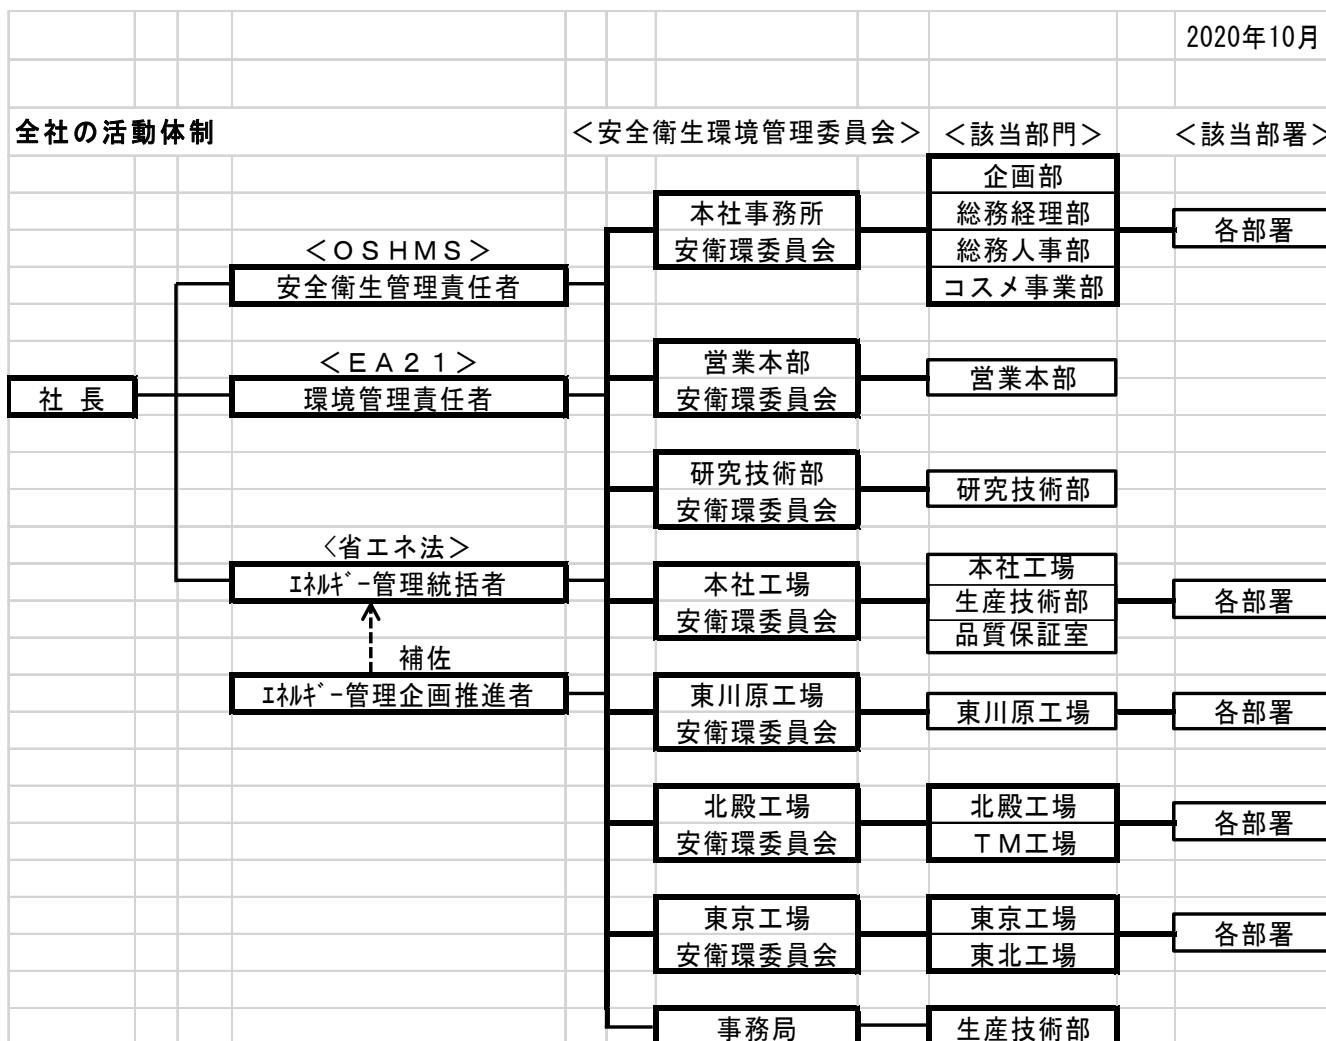 2020年10月
全社の活動体制
＜安全衛生環境管理委員会＞
＜該当部門＞
＜該当部署＞
社 長
＜ＯＳＨＭＳ＞
安全衛生管理責任者
＜ＥＡ２１＞
環境管理責任者
〈省エネ法＞
ｴﾈﾙｷﾞｰ管理統括者
補佐
ｴﾈﾙｷﾞｰ管理企画推進者
本社事務所
安衛環委員会
企画部
総務経理部
総務人事部
コスメ事業部
各部署
営業本部
安衛環委員会
営業本部
研究技術部
安衛環委員会
研究技術部
本社工場
安衛環委員会
本社工場
生産技術部
品質保証室
各部署
東川原工場
安衛環委員会
東川原工場
各部署
北殿工場
安衛環委員会
北殿工場
ＴＭ工場
各部署
東京工場
安衛環委員会
東京工場
東北工場
各部署
事務局
生産技術部